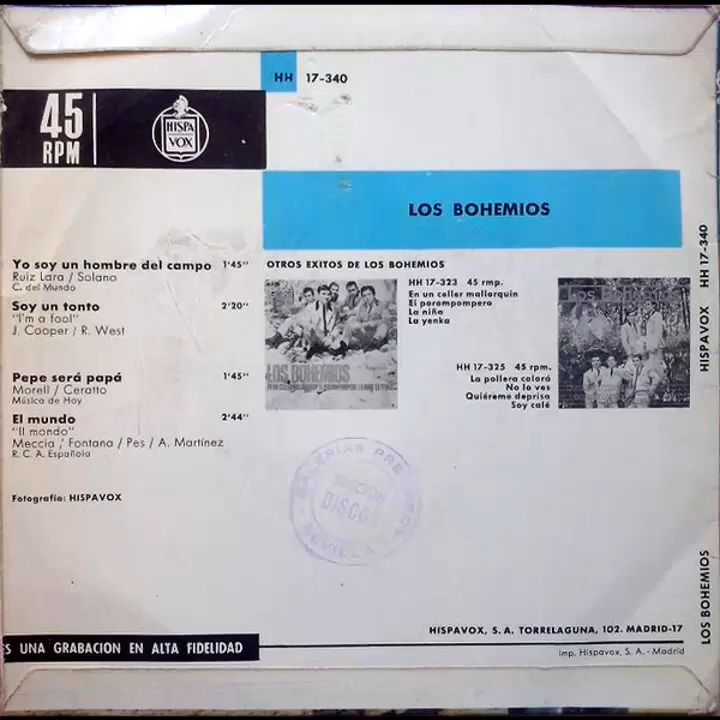 HH 17-340
45
RPM
HISPA
VOX
LOS BOHEMIOS
Yo soy un hombre del campo 1'45"
Ruiz Lara / Solano
C. del Mundo
Soy un tonto 2'20"
"I'm a fool"
J. Cooper / R. West
Pepe será papá 1'45"
Morell / Ceratto
Música de Hoy
El mundo 2'44"
"Il mondo"
Meccia ,' Fontana / Pes / A. Martínez
R. C. A. Española
Fotografía: HISPAVOX
OTROS EXITOS DE LOS BOHEMIOS
HH 17-323 45 rmp.
En un celler mallorquín
El porompompero
La niña
La yenka
LOS BOHEMIOS
Los
HH 17-325 45 rpm.
La pollera colorá
No lo ves
Quiéreme deprisa
Soy calé
DISCOS
SEVILLA
HISPAVOX, S. A. TORRELAGUNA, 102. MADRID-17
Imp. Hispavox, S. A. - Madrid
ES UNA GRABACION EN ALTA FIDELIDAD
LOS BOHEMIOS HISPAVOX HH 17-340